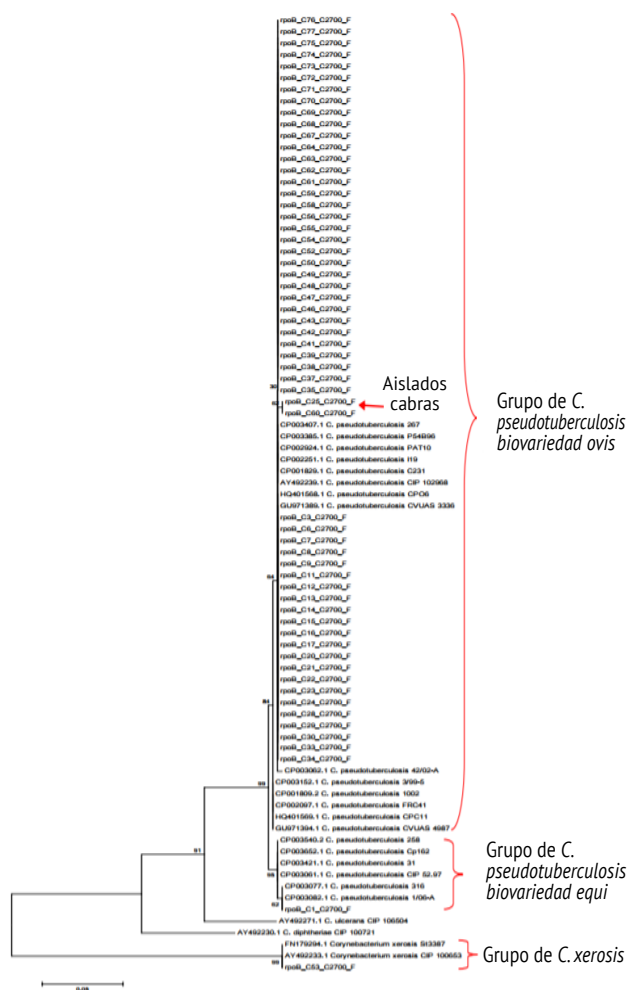 rpoB_C76_C2700_F
rpoB_C77_C2700_F
rpoB_C75_C2700_F
rpoB_C74_C2700_F
rpoB_C73_C2700_F
rpoB_C72_C2700_F
rpoB_C71_C2700_F
rpoB_C70_C2700_F
rpoB_C69_C2700_F
rpoB_C68_C2700_F
rpoB_C67_C2700_F
rpoB_C64_C2700_F
rpoB_C63_C2700_F
rpoB_C62_C2700_F
rpoB_C61_C2700_F
rpoB_C59_C2700_F
rpoB_C58_C2700_F
rpoB_C56_C2700_F
rpoB_C55_C2700_F
rpoB_C54_C2700_F
rpoB_C52_C2700_F
rpoB_C50_C2700_F
rpoB_C49_C2700_F
rpoB_C48_C2700_F
rpoB_C47_C2700_F
rpoB_C46_C2700_F
rpoB_C43_C2700_F
rpoB_C42_C2700_F
rpoB_C41_C2700_F
rpoB_C39_C2700_F
rpoB_C38_C2700_F
rpoB_C37_C2700_F
30
rpoB_C35_C2700_F
62
rpoB_C25_C2700_F
rpoB_C60_C2700_F
Aislados
cabras
CP003407.1 C. pseudotuberculosis 267
CP003385.1 C. pseudotuberculosis P54B96
CP002924.1 C. pseudotuberculosis PAT10
CP002251.1 C. pseudotuberculosis I19
CP001829.1 C. pseudotuberculosis C231
AY492239.1 C. pseudotuberculosis CIP 102968
HQ401568.1 C. pseudotuberculosis CPO6
GU971389.1 C. pseudotuberculosis CVUAS 3336
Grupo de C.
pseudotuberculosis
biovariedad ovis
rpoB_C3_C2700_F
rpoB_C6_C2700_F
rpoB_C7_C2700_F
rpoB_C8_C2700_F
rpoB_C9_C2700_F
64
rpoB_C11_C2700_F
rpoB_C12_C2700_F
rpoB_C13_C2700_F
rpoB_C14_C2700_F
rpoB_C15_C2700_F
rpoB_C16_C2700_F
rpoB_C17_C2700_F
rpoB_C20_C2700_F
rpoB_C21_C2700_F
rpoB_C22_C2700_F
rpoB_C23_C2700_F
84
rpoB_C24_C2700_F
rpoB_C28_C2700_F
rpoB_C29_C2700_F
rpoB_C30_C2700_F
rpoB_C33_C2700_F
rpoB_C34_C2700_F
CP003062.1 C. pseudotuberculosis 42/02-A
99
CP003152.1 C. pseudotuberculosis 3/99-5
CP001809.2 C. pseudotuberculosis 1002
CP002097.1 C. pseudotuberculosis FRC41
HQ401569.1 C. pseudotuberculosis CPC11
GU971394.1 C. pseudotuberculosis CVUAS 4987
91
CP003540.2 C. pseudotuberculosis 258
CP003652.1 C. pseudotuberculosis Cp162
CP003421.1 C. pseudotuberculosis 31
CP003061.1 C. pseudotuberculosis CIP 52.97
CP003077.1 C. pseudotuberculosis 316
CP003082.1 C. pseudotuberculosis 1/06-A
62
rpoB_C1_C2700_F
Grupo de C.
pseudotuberculosis
biovariedad equi
AY492271.1 C. ulcerans CIP 106504
AY492230.1 C. diphtheriae CIP 100721
FN179294.1 Corynebacterium xerosis St3387
AY492233.1 Corynebacterium xerosis CIP 100653
99
rpoB_C53_C2700_F
Grupo de C. xerosis